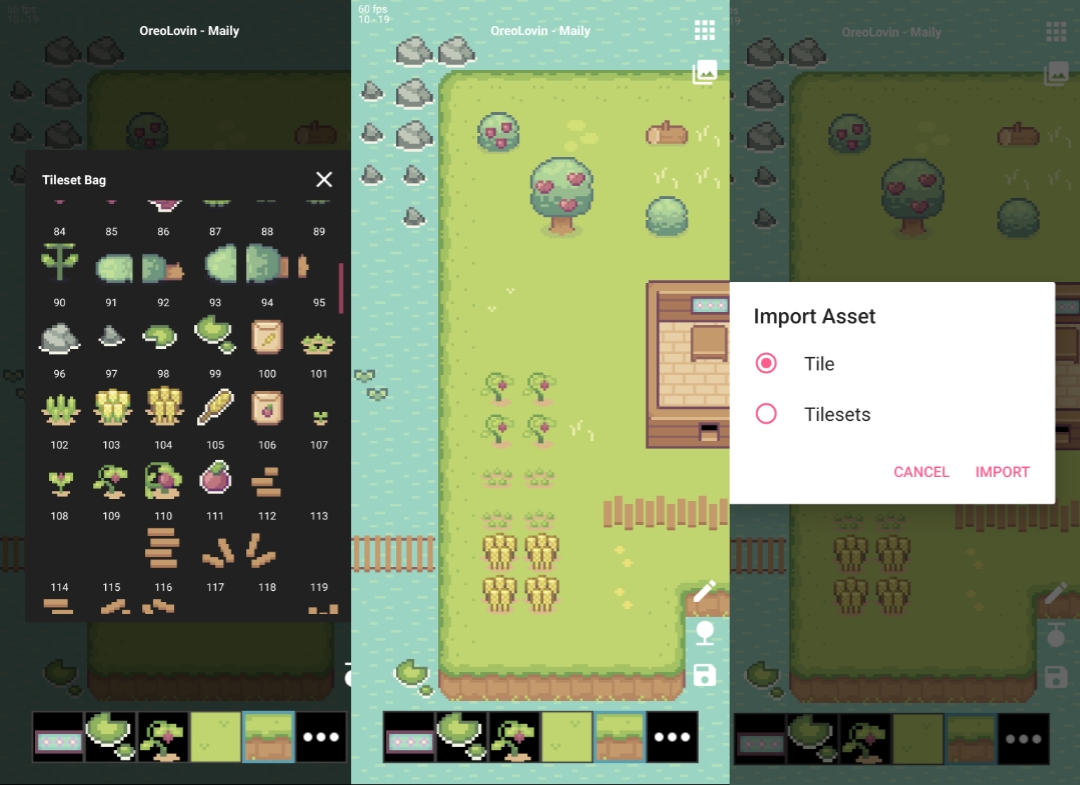 60 fps
10 - 19
OreoLovin - Maily
Tileset Bag
84 85 86 87 88 89
90 91 92 93 94 95
96 97 98 99 100 101
102 103 104 105 106 107
108 109 110 111 112 113
114 115 116 117 118 119
60 fps
10 - 19
OreoLovin - Maily
19
OreoLovin - Maily
Import Asset
Tile
Tilesets
CANCEL IMPORT